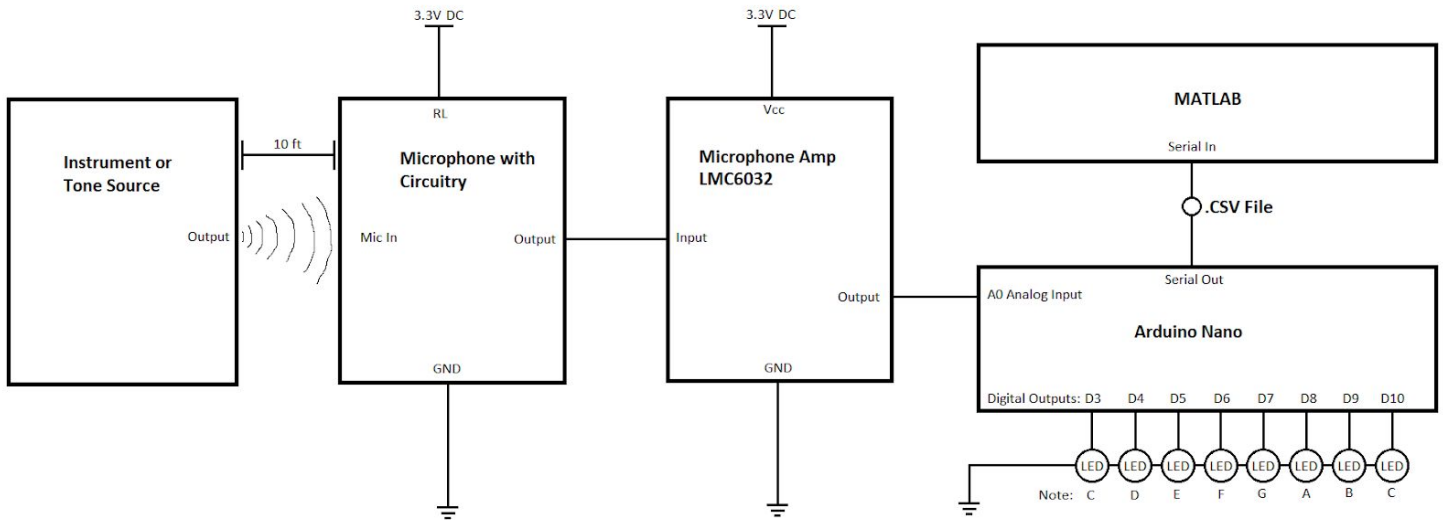 3.3V DC
3.3V DC
RL
Vcc
MATLAB
Serial In
10 ft
Instrument or
Tone Source
Microphone with
Circuitry
Microphone Amp
LMC6032
.CSV File
Output
Mic In
Output
Input
Output
Serial Out
A0 Analog Input
Arduino Nano
GND
GND
Digital Outputs: D3 D4 D5 D6 D7 D8 D9 D10
LED LED LED LED LED LED LED LED
Note: C D E F G A B C